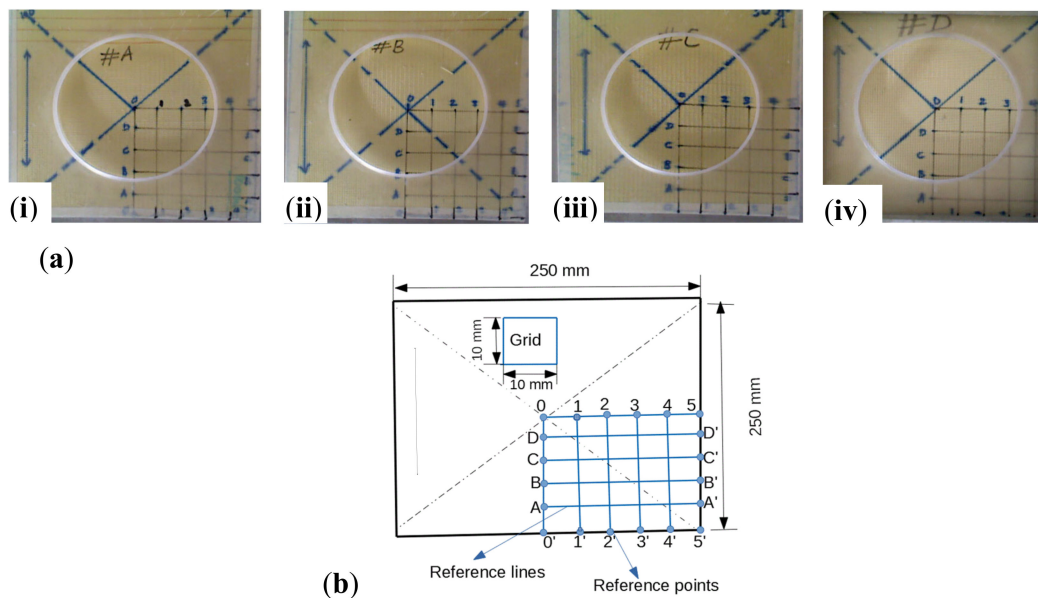 #A
0 1 2 3 4 5
D
C
B
A
(i)
#B
0 1 2 3
D
C
B
A
(ii)
#C
0 1 2 3
D
C
B
A
(iii)
#D
0 1 2 3
D
C
B
A
(iv)
(a)
250 mm
10 mm
Grid
10 mm
250 mm
0 1 2 3 4 5
D D'
C C'
B B'
A A'
0' 1' 2' 3' 4' 5'
Reference lines
Reference points
(b)